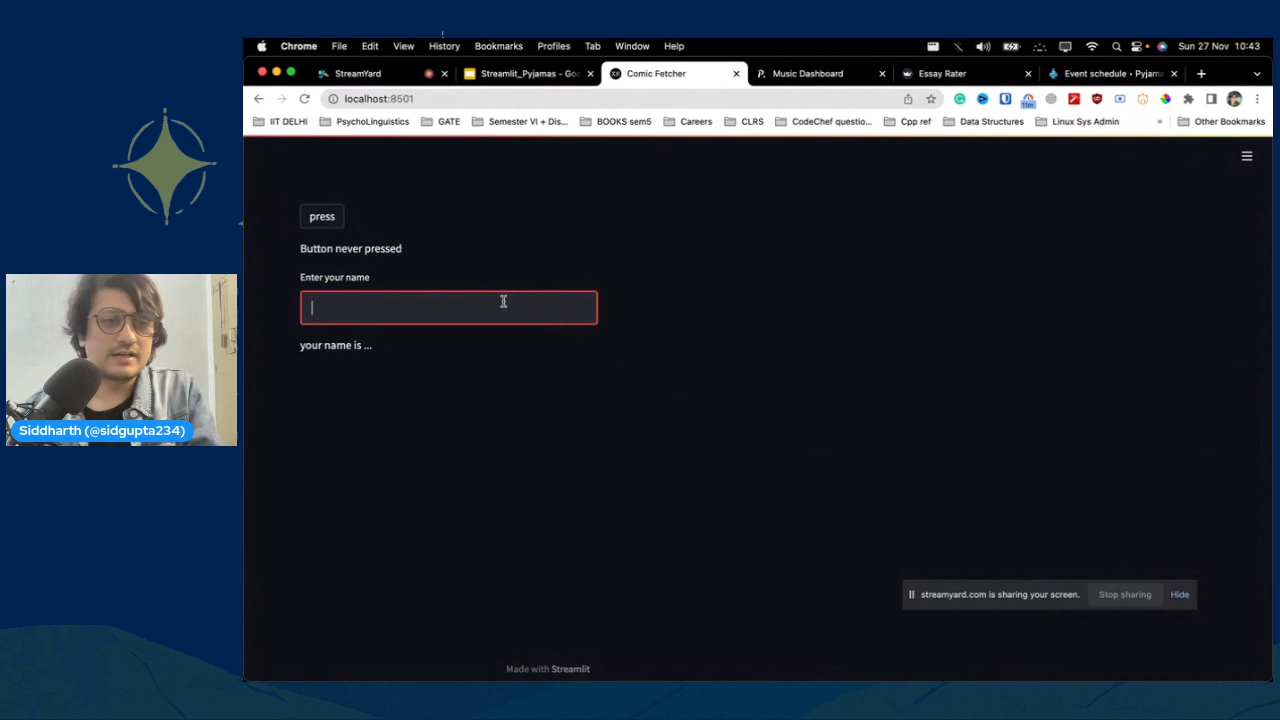 Chrome File Edit View History Bookmarks Profiles Tab Window Help Sun 27 Nov 10:43
StreamYard Streamlit_Pyjamas - Goo Comic Fetcher Music Dashboard Essay Rater Event schedule • Pyjama
localhost:8501 11m
IIT DELHI PsychoLinguistics GATE Semester VI + Dis... BOOKS sem5 Careers CLRS CodeChef questio... Cpp ref Data Structures Linux Sys Admin » Other Bookmarks
press
Button never pressed
Enter your name
your name is ...
Siddharth (@sidgupta234)
streamyard.com is sharing your screen. Stop sharing Hide
Made with Streamlit